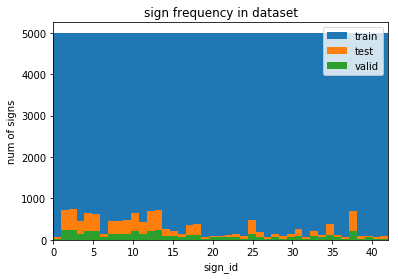 sign frequency in dataset
5000
4000
3000
2000
1000
0
num of signs
train
test
valid
0 5 10 15 20 25 30 35 40
sign_id